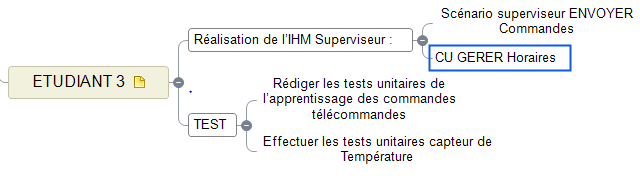 Scénario superviseur ENVOYER
Commandes
Réalisation de l'IHM Superviseur :
CU GERER Horaires
ETUDIANT 3
Rédiger les tests unitaires de
l'apprentissage des commandes
télécommandes
TEST
Effectuer les tests unitaires capteur de
Température